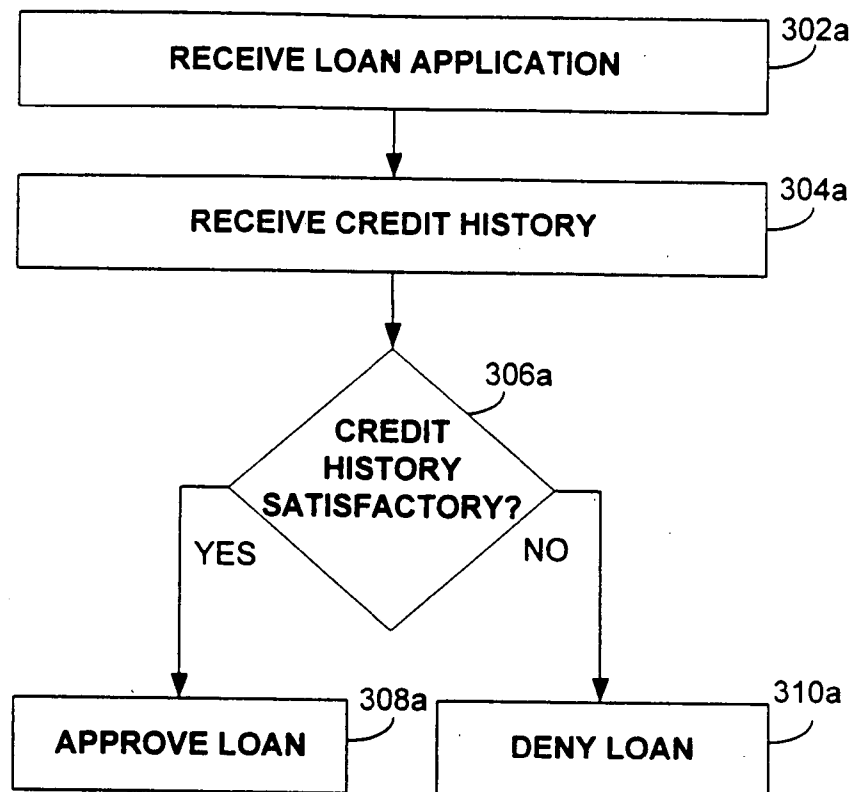 302a
RECEIVE LOAN APPLICATION
304a
RECEIVE CREDIT HISTORY
306a
CREDIT
HISTORY
SATISFACTORY?
YES
NO
308a
APPROVE LOAN
310a
DENY LOAN